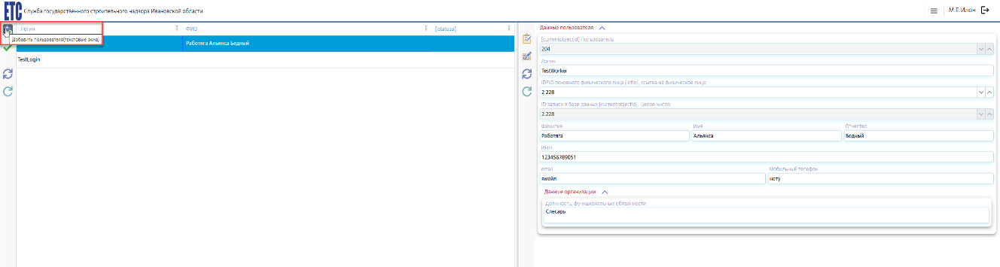 ETC Служба государственного строительного надзора Ивановской области
М.Е.Илон
Логин
ФИО
[istatusu]
Добавить пользователя(текстовые окна)
Работяга Альянса Бедный
TestLogin
Данные пользователя
[currentobjectid] Пользователь
204
Логин
TestWorker
IDFIO основного физического лица [iofio], ссылка на физическое лицо
2 228
ID записи в базе данных [currentobjectid], Целое число
2 228
Фамилия Имя Отчество
Работяга Альянса Бедный
ИНН
123456789051
email Мобильный телефон
ямейл нету
Данные организации
Должность, функциональные обязанности
Слесарь